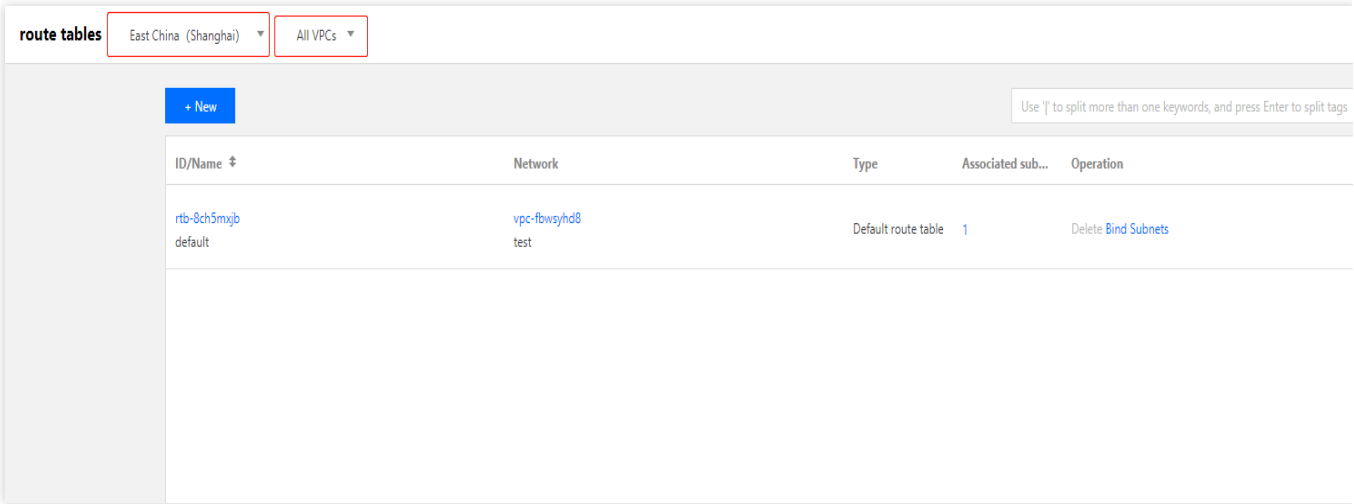 route tables East China (Shanghai) All VPCs
+ New Use '|' to split more than one keywords, and press Enter to split tags
ID/Name Network Type Associated sub... Operation
rtb-8ch5mxjb vpc-fbwsyhd8
Default route table 1 Delete Bind Subnets
default test